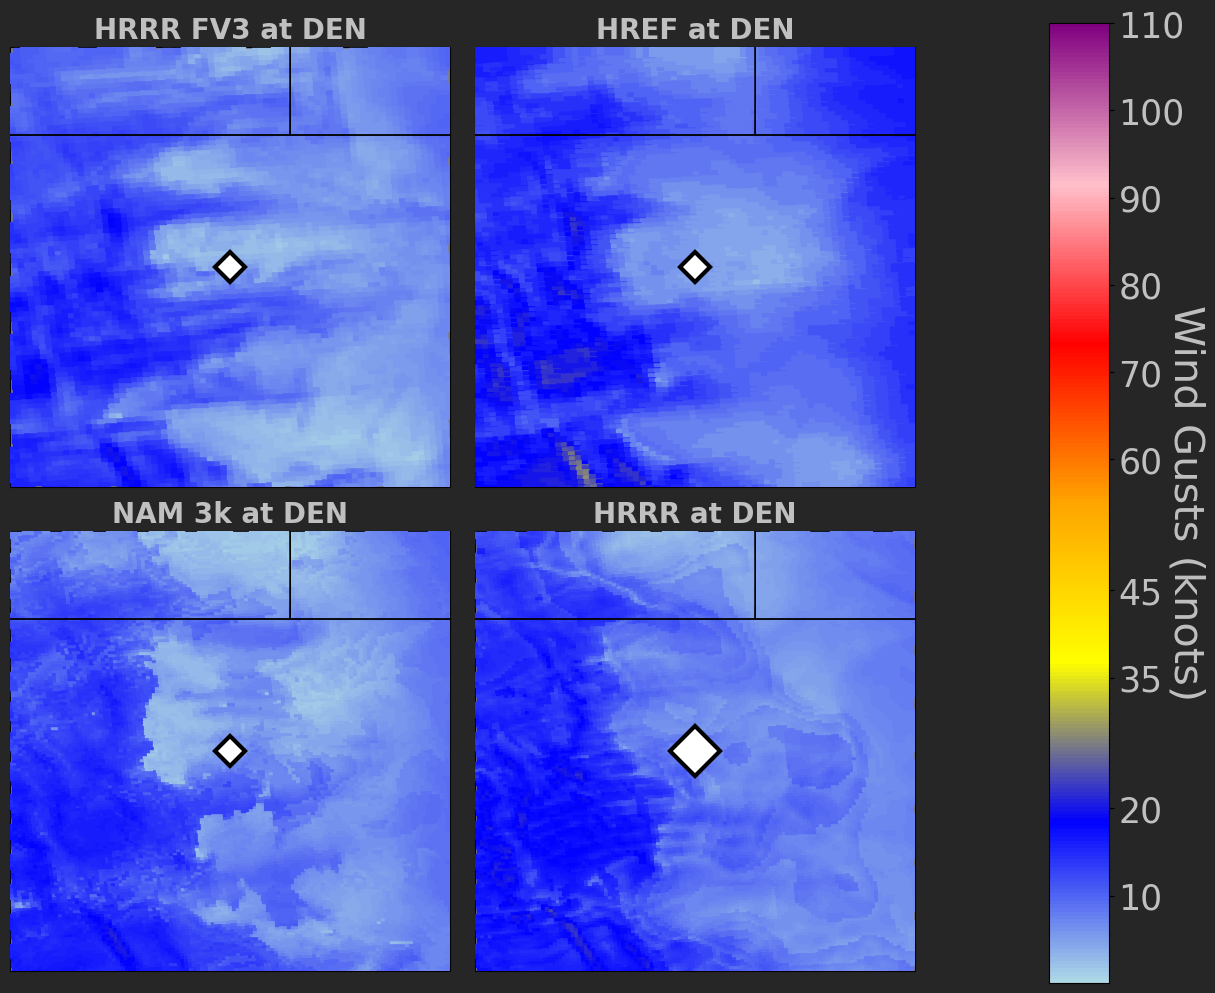 HRRR FV3 at DEN
HREF at DEN
NAM 3k at DEN
HRRR at DEN
110
100
90
80
70
60
45
35
20
10
Wind Gusts (knots)